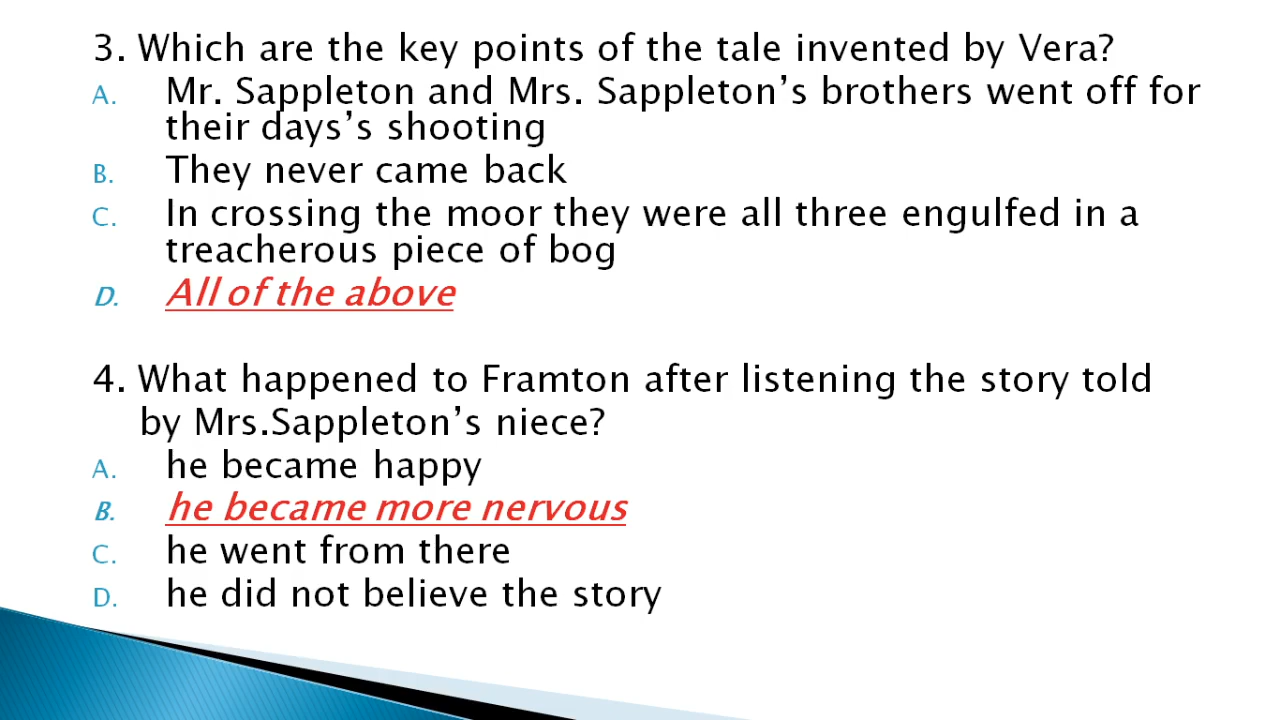 3. Which are the key points of the tale invented by Vera?
A. Mr. Sappleton and Mrs. Sappleton’s brothers went off for
their days’s shooting
B. They never came back
C. In crossing the moor they were all three engulfed in a
treacherous piece of bog
D. All of the above
4. What happened to Framton after listening the story told
by Mrs.Sappleton’s niece?
A. he became happy
B. he became more nervous
C. he went from there
D. he did not believe the story